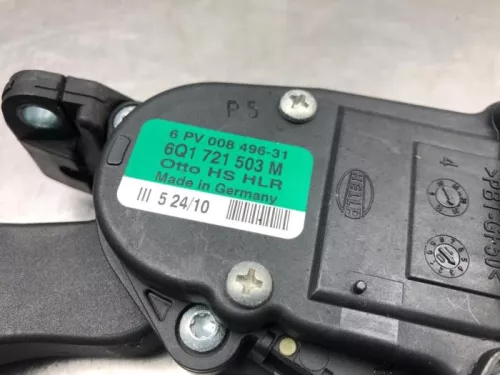 P5
6 PV 008 496-31
6Q1 721 503 M
Otto HS HLR
Made in Germany
III 5 24/10
HELLA
4